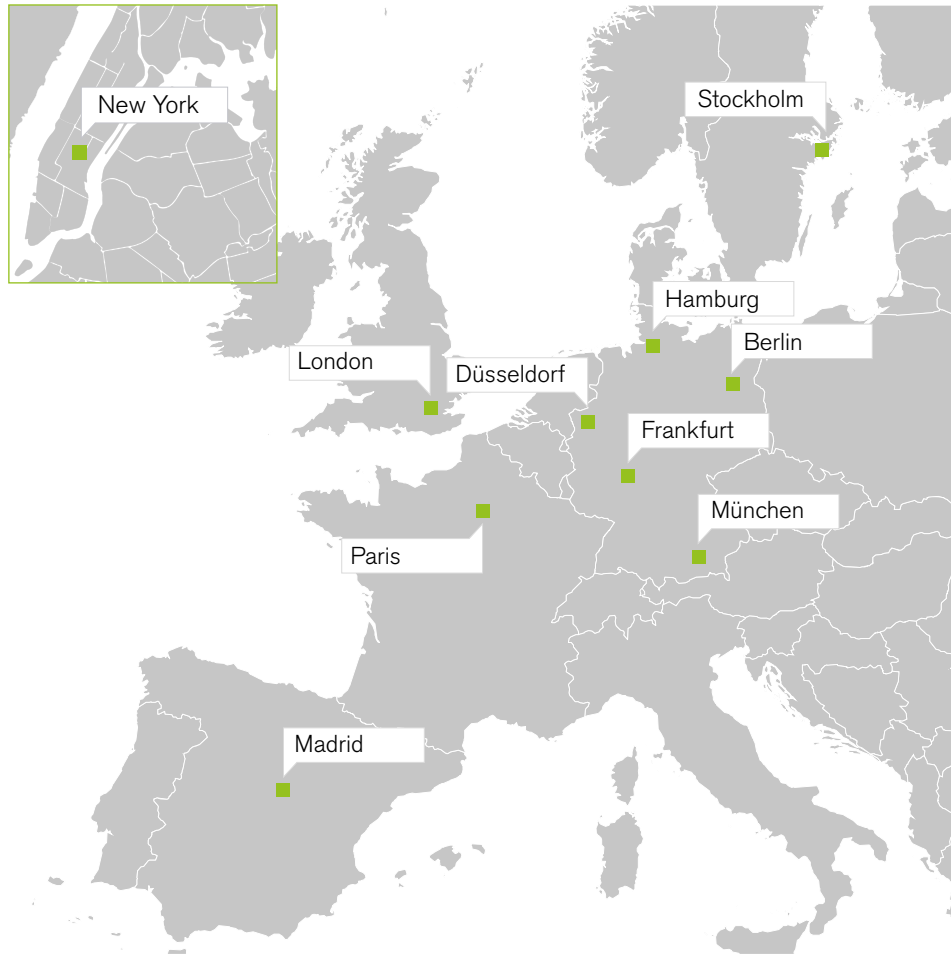 New York
Stockholm
Hamburg
Berlin
London
Düsseldorf
Frankfurt
München
Paris
Madrid